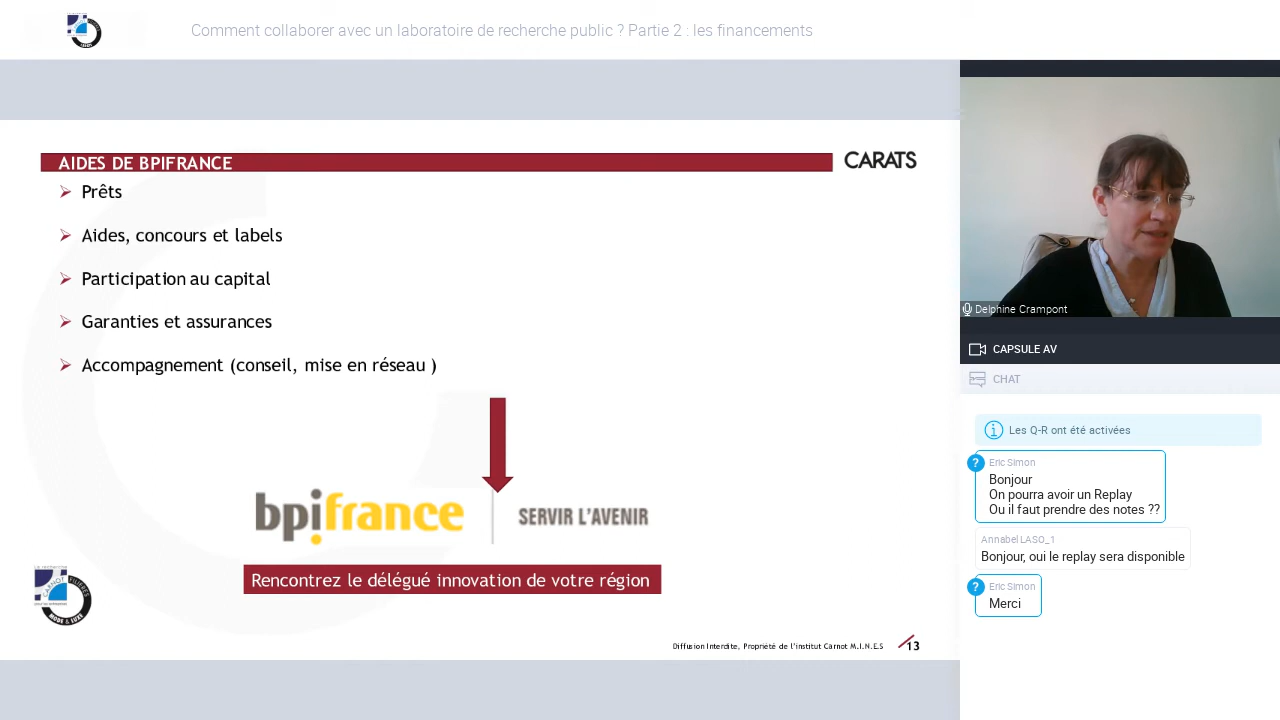 Comment collaborer avec un laboratoire de recherche public ? Partie 2 : les financements
AIDES DE BPIFRANCE
CARATS
Prêts
Aides, concours et labels
Participation au capital
Garanties et assurances
Accompagnement (conseil, mise en réseau )
bpifrance
SERVIR L'AVENIR
Rencontrez le délégué innovation de votre région
CARNOT
FILIÈRES
MODE & LUXE
Diffusion Interdite, Propriété de l'institut Carnot M.I.N.E.S
13
Delphine Crampont
CAPSULE AV
CHAT
Les Q-R ont été activées
?
Eric Simon
Bonjour
On pourra avoir un Replay
Ou il faut prendre des notes ??
Annabel LASO_1
Bonjour, oui le replay sera disponible
?
Eric Simon
Merci